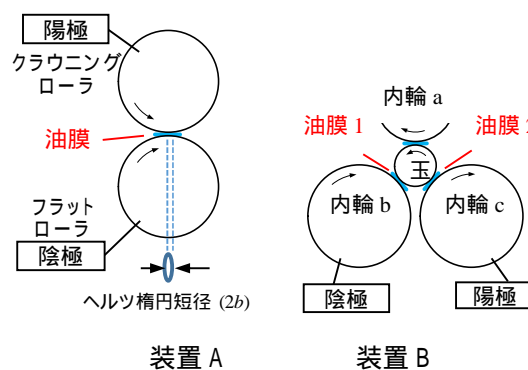 陽極
クラウニング
ローラ
油膜
フラット
ローラ
陰極
ヘルツ楕円短径 (2b)
装置 A
内輪 a
油膜 1
油膜 2
玉
内輪 b
内輪 c
陰極
陽極
装置 B